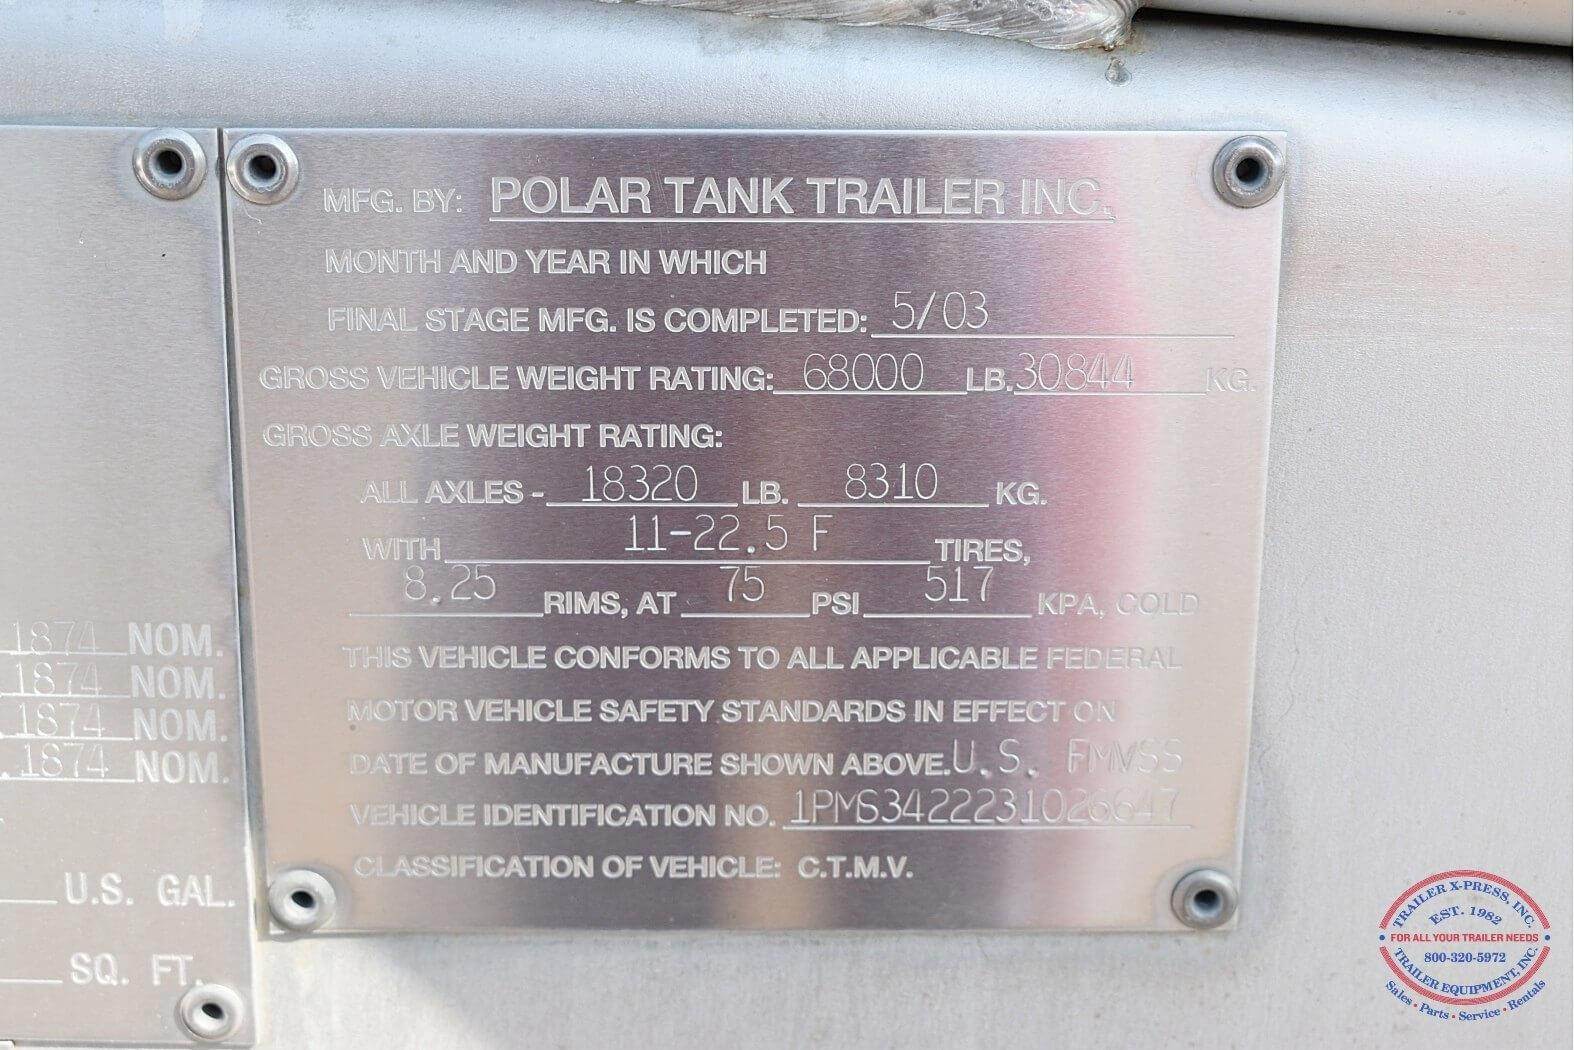 MFG. BY: POLAR TANK TRAILER INC.
MONTH AND YEAR IN WHICH
FINAL STAGE MFG. IS COMPLETED: 5/03
GROSS VEHICLE WEIGHT RATING: 68000 LB. 30844 KG.
GROSS AXLE WEIGHT RATING:
ALL AXLES - 18320 LB. 8310 KG.
WITH 11-22.5 F TIRES,
8.25 RIMS, AT 75 PSI 517 KPA, COLD
THIS VEHICLE CONFORMS TO ALL APPLICABLE FEDERAL
MOTOR VEHICLE SAFETY STANDARDS IN EFFECT ON
DATE OF MANUFACTURE SHOWN ABOVE. U.S. FMVSS
VEHICLE IDENTIFICATION NO. 1PMS3422231026647
CLASSIFICATION OF VEHICLE: C.T.M.V.
1874 NOM.
1874 NOM.
1874 NOM.
1874 NOM.
U.S. GAL.
SQ. FT.
TRAILER X-PRESS, INC.
EST. 1982
FOR ALL YOUR TRAILER NEEDS
800-320-5972
TRAILER EQUIPMENT, INC.
Sales • Parts • Service • Rentals